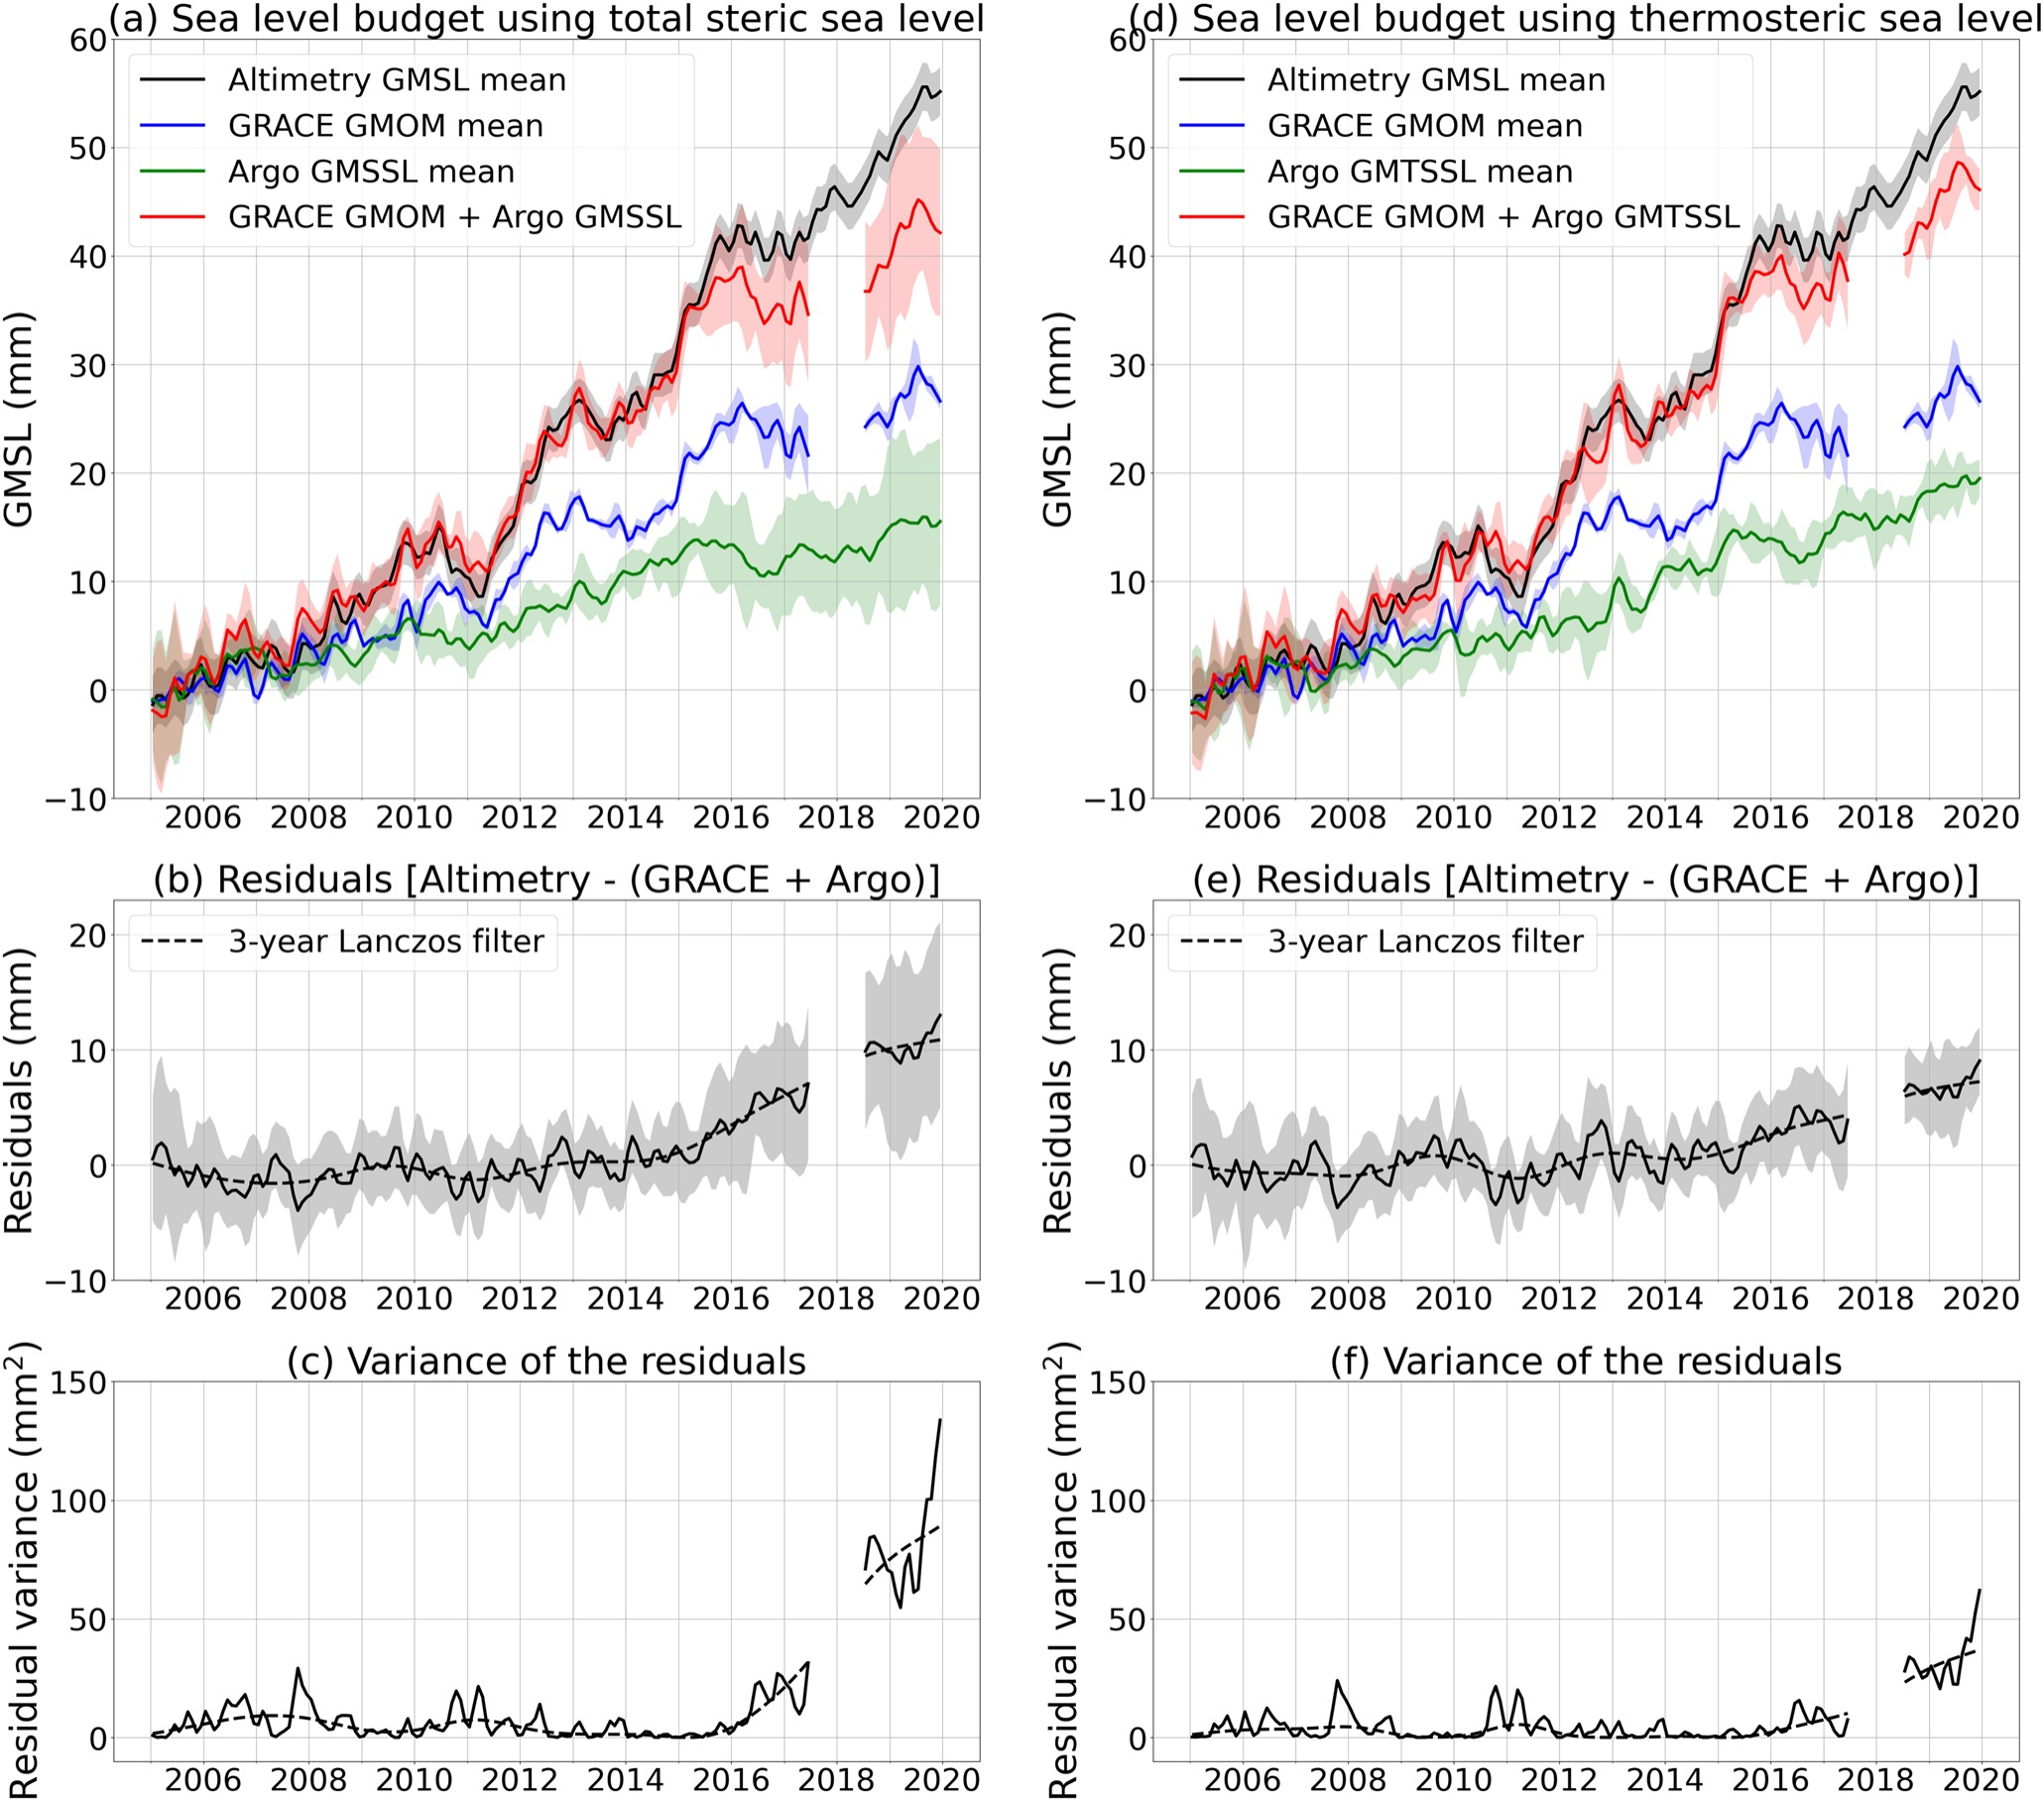 (a) Sea level budget using total steric sea level
GMSL (mm)
60
50
40
30
20
10
0
−10
Altimetry GMSL mean
GRACE GMOM mean
Argo GMSSL mean
GRACE GMOM + Argo GMSSL
2006 2008 2010 2012 2014 2016 2018 2020
(b) Residuals [Altimetry - (GRACE + Argo)]
Residuals (mm)
20
10
0
−10
3-year Lanczos filter
2006 2008 2010 2012 2014 2016 2018 2020
(c) Variance of the residuals
Residual variance (mm²)
150
100
50
0
2006 2008 2010 2012 2014 2016 2018 2020
(d) Sea level budget using thermosteric sea level
GMSL (mm)
60
50
40
30
20
10
0
−10
Altimetry GMSL mean
GRACE GMOM mean
Argo GMTSSL mean
GRACE GMOM + Argo GMTSSL
2006 2008 2010 2012 2014 2016 2018 2020
(e) Residuals [Altimetry - (GRACE + Argo)]
Residuals (mm)
20
10
0
−10
3-year Lanczos filter
2006 2008 2010 2012 2014 2016 2018 2020
(f) Variance of the residuals
Residual variance (mm²)
150
100
50
0
2006 2008 2010 2012 2014 2016 2018 2020